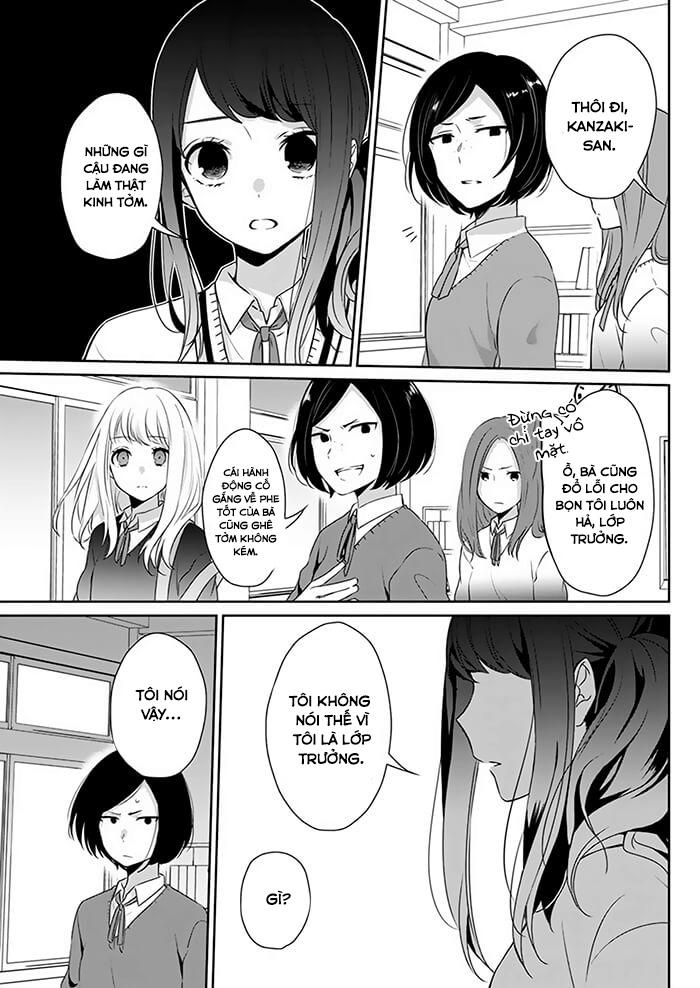 THÔI ĐI,
KANZAKI-
SAN.
NHỮNG GÌ
CẬU ĐANG
LÀM THẬT
KINH TỞM.
Đừng có
chỉ tay vô
mặt.
Ồ, BÀ CŨNG
ĐỔ LỖI CHO
BỌN TÔI LUÔN
HẢ, LỚP
TRƯỞNG.
CÁI HÀNH
ĐỘNG CỐ
GẮNG VỀ PHE
TỐT CỦA BÀ
CŨNG GHÊ
TỞM KHÔNG
KÉM.
TÔI KHÔNG
NÓI THẾ VÌ
TÔI LÀ LỚP
TRƯỞNG.
GÌ?
TÔI NÓI
VẬY...